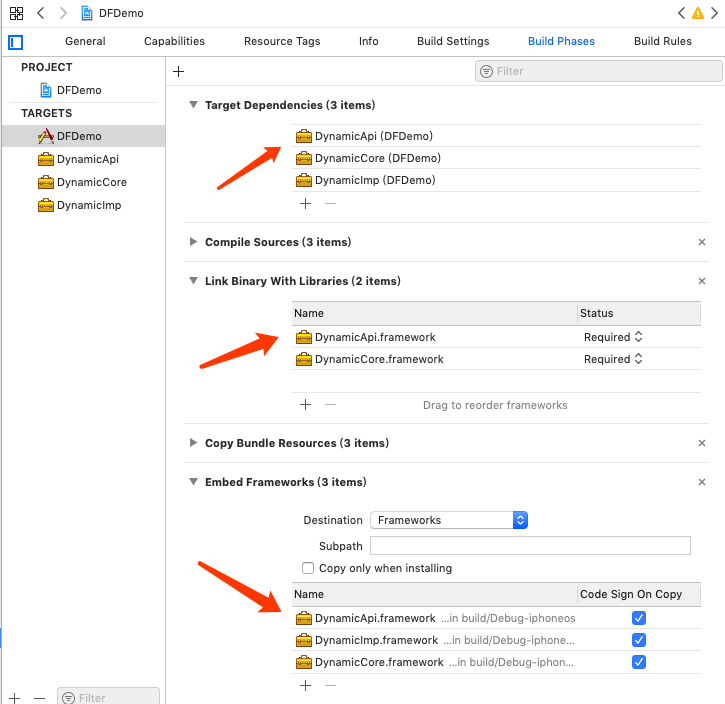 DFDemo
General Capabilities Resource Tags Info Build Settings Build Phases Build Rules
PROJECT
DFDemo
TARGETS
DFDemo
DynamicApi
DynamicCore
DynamicImp
Filter
Filter
Target Dependencies (3 items)
DynamicApi (DFDemo)
DynamicCore (DFDemo)
DynamicImp (DFDemo)
Compile Sources (3 items)
Link Binary With Libraries (2 items)
Name Status
DynamicApi.framework Required
DynamicCore.framework Required
Drag to reorder frameworks
Copy Bundle Resources (3 items)
Embed Frameworks (3 items)
Destination Frameworks
Subpath
Copy only when installing
Name Code Sign On Copy
DynamicApi.framework ...in build/Debug-iphoneos
DynamicImp.framework ...in build/Debug-iphone...
DynamicCore.framework ...in build/Debug-iphon...